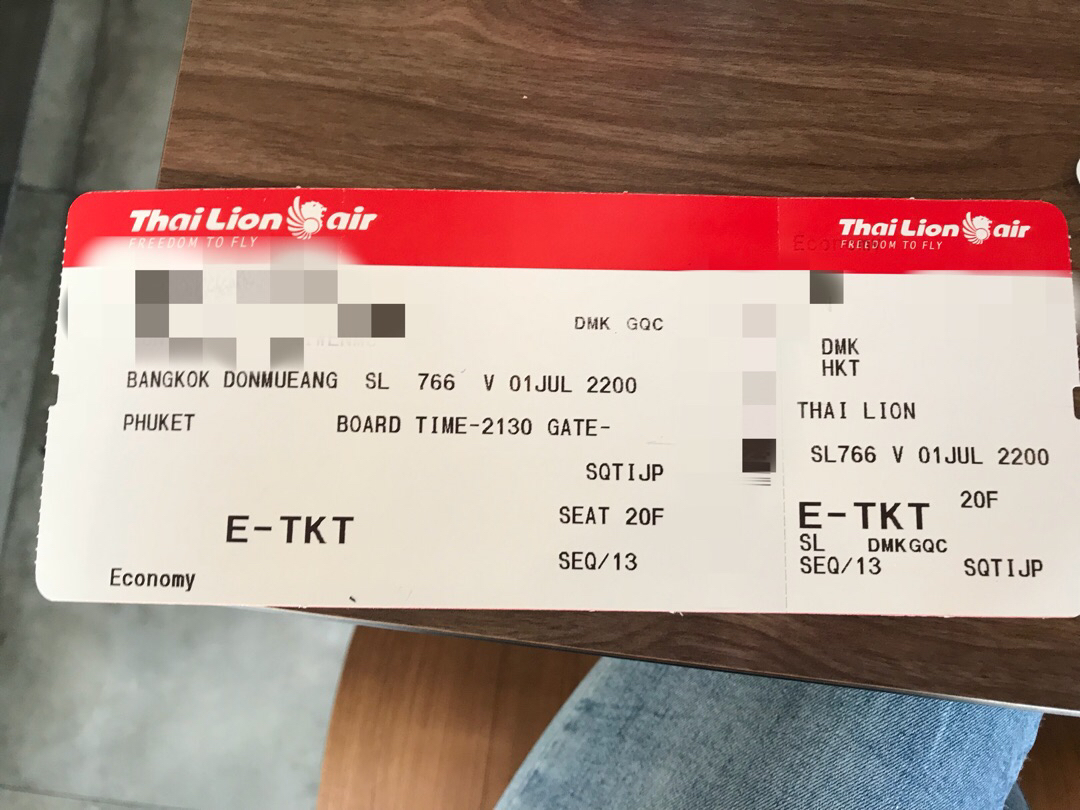 Thai Lion air
FREEDOM TO FLY
DMK GQC
BANGKOK DONMUEANG SL 766 V 01JUL 2200
PHUKET BOARD TIME-2130 GATE-
SQTIJP
SEAT 20F
E-TKT
SEQ/13
Economy
Thai Lion air
FREEDOM TO FLY
DMK
HKT
THAI LION
SL766 V 01JUL 2200
20F
E-TKT
SL DMKGQC
SEQ/13 SQTIJP